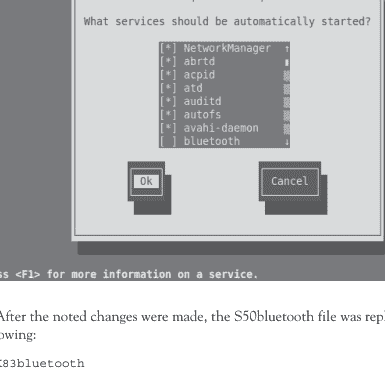 What services should be automatically started?
[*] NetworkManager ↑
[*] abrtd
[*] acpid
[*] atd
[*] auditd
[*] autofs
[*] avahi-daemon
[ ] bluetooth ↓
Ok Cancel
ss <F1> for more information on a service.
After the noted changes were made, the S50bluetooth file was repl
owing:
K83bluetooth